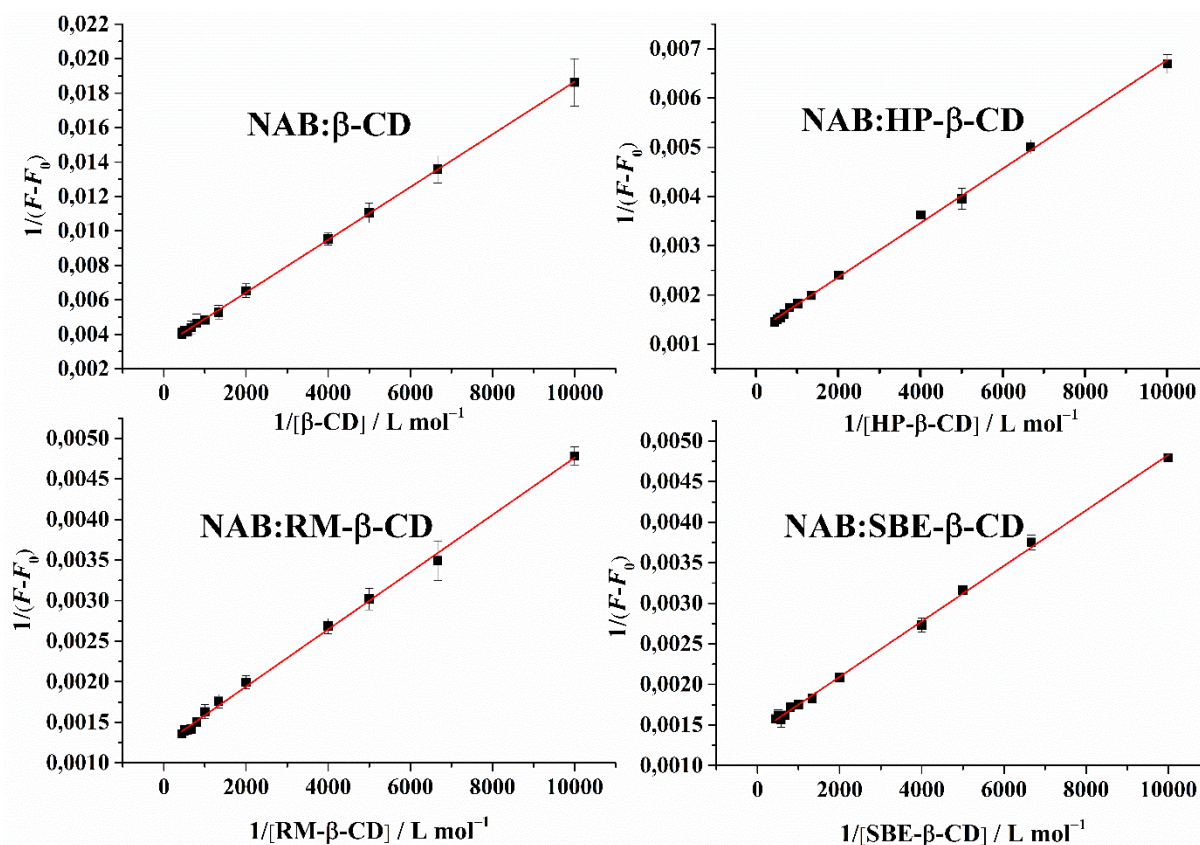 0,022
0,020
0,018
0,016
0,014
0,012
0,010
0,008
0,006
0,004
0,002
1/(F-F0)
NAB:β-CD
0 2000 4000 6000 8000 10000
1/[β-CD] / L mol⁻¹
0,007
0,006
0,005
0,004
0,003
0,002
0,001
1/(F-F0)
NAB:HP-β-CD
0 2000 4000 6000 8000 10000
1/[HP-β-CD] / L mol⁻¹
0,0050
0,0045
0,0040
0,0035
0,0030
0,0025
0,0020
0,0015
0,0010
1/(F-F0)
NAB:RM-β-CD
0 2000 4000 6000 8000 10000
1/[RM-β-CD] / L mol⁻¹
0,0050
0,0045
0,0040
0,0035
0,0030
0,0025
0,0020
0,0015
0,0010
1/(F-F0)
NAB:SBE-β-CD
0 2000 4000 6000 8000 10000
1/[SBE-β-CD] / L mol⁻¹